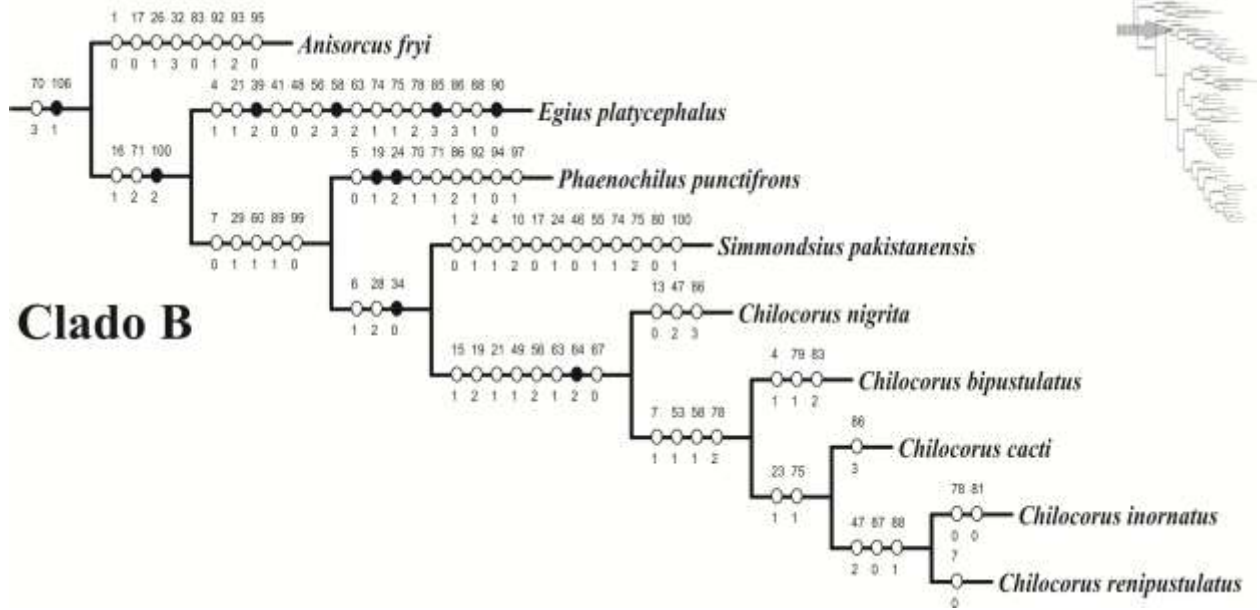 1 17 26 32 83 92 93 95
Anisorcus fryi
0 0 1 3 0 1 2 0
70 106
3 1
4 21 39 41 48 56 58 63 74 75 78 85 86 88 90
Egius platycephalus
1 1 2 0 0 2 3 2 1 1 2 3 3 1 0
16 71 100
1 2 2
5 19 24 70 71 86 92 94 97
Phaenochilus punctifrons
0 1 2 1 1 2 1 0 1
7 29 60 89 99
0 1 1 1 0
1 2 4 10 17 24 46 55 74 75 80 100
Simmondsius pakistanensis
0 1 1 2 0 1 0 1 1 2 0 1
6 28 34
1 2 0
Clado B
13 47 86
Chilocorus nigrita
0 2 3
15 19 21 49 56 63 64 67
1 2 1 1 2 1 2 0
4 79 83
Chilocorus bipustulatus
1 1 2
7 53 58 78
1 1 1 2
86
Chilocorus cacti
3
23 75
1 1
78 81
Chilocorus inornatus
0 0
47 87 88
2 0 1
7
Chilocorus renipustulatus
0